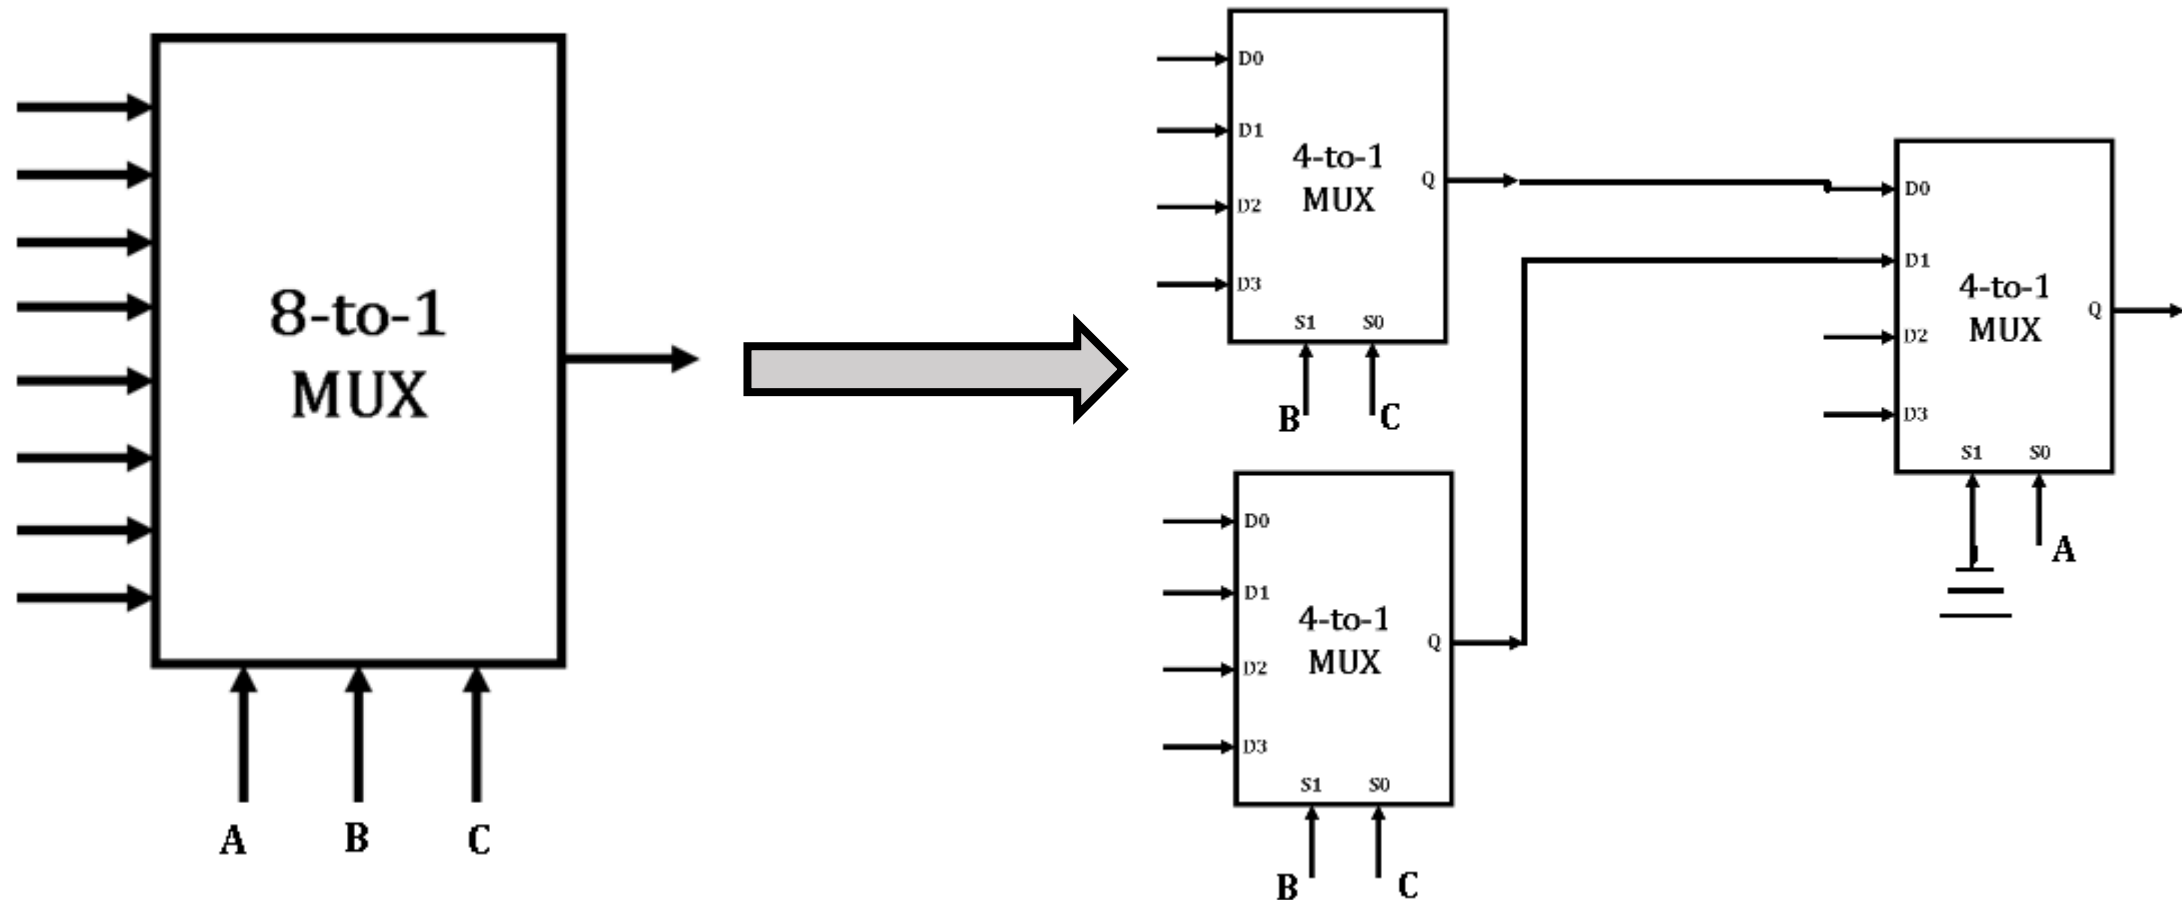 8-to-1
MUX
A B C
D0
D1
4-to-1
MUX
Q
D2
D3
S1 S0
B C
D0
D1
4-to-1
MUX
Q
D2
D3
S1 S0
B C
D0
D1
4-to-1
MUX
Q
D2
D3
S1 S0
A